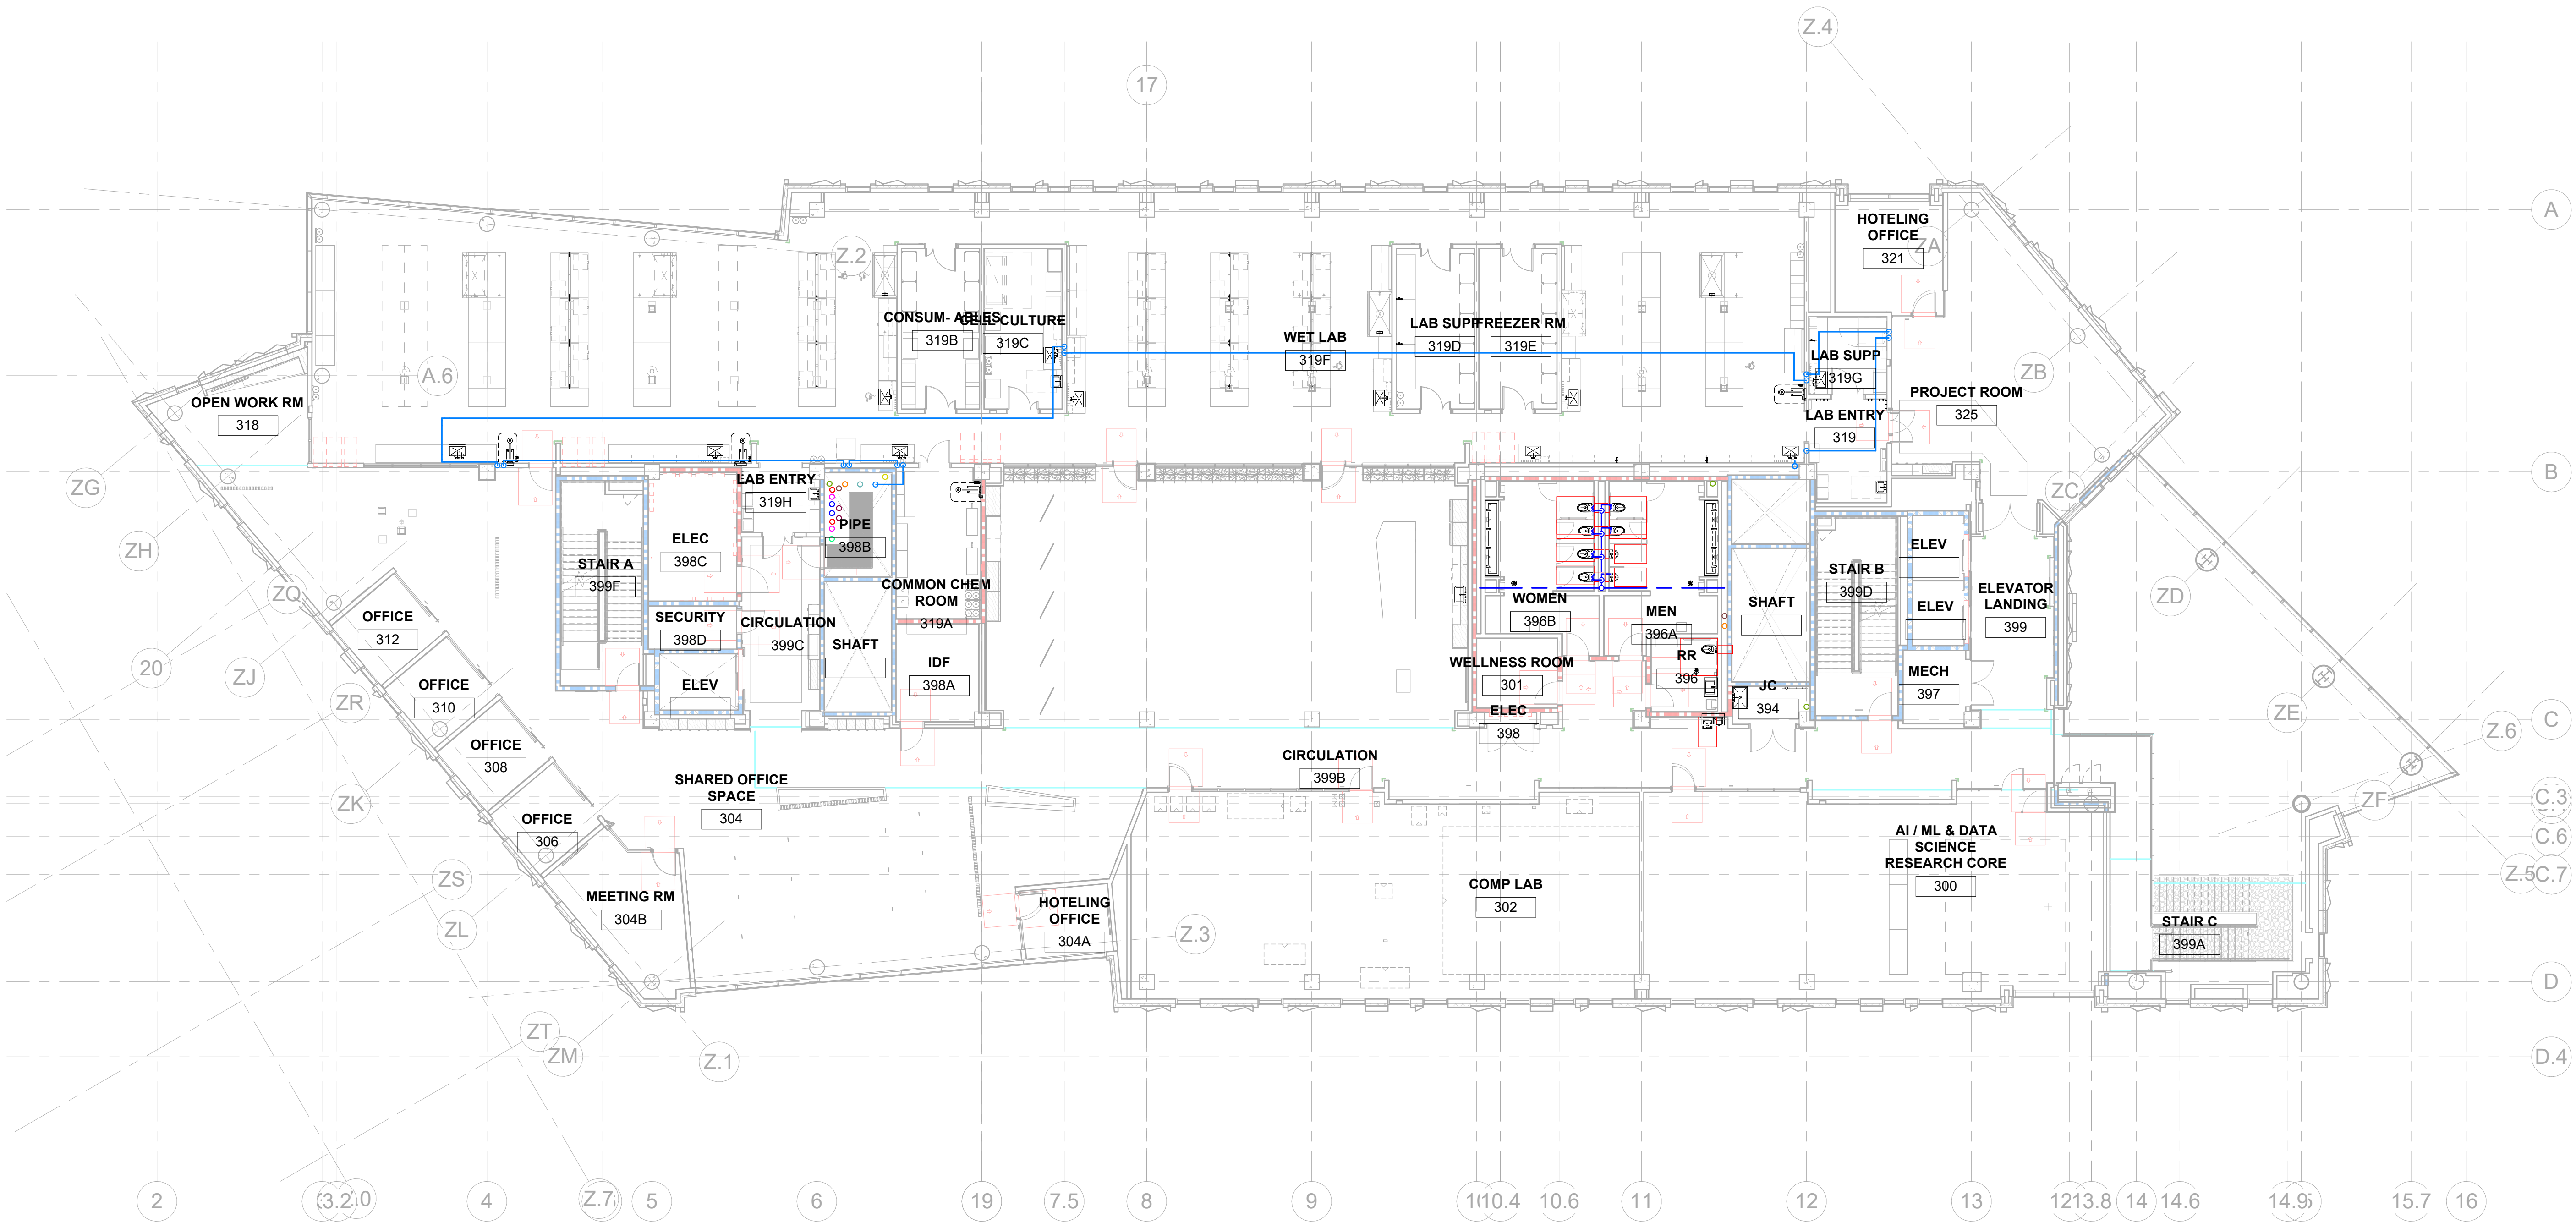 Z.4
17
A
HOTELING
OFFICE
321
ZA
Z.2
CONSUM- ABLES
319B
CELL CULTURE
319C
WET LAB
319F
LAB SUPP
319D
FREEZER RM
319E
LAB SUPP
319G
ZB
A.6
OPEN WORK RM
318
PROJECT ROOM
325
LAB ENTRY
319
B
ZG
ZC
LAB ENTRY
319H
PIPE
398B
ZH
ELEC
398C
STAIR A
399F
COMMON CHEM
ROOM
319A
ELEV
STAIR B
399D
ZD
ZQ
OFFICE
312
WOMEN
396B
MEN
396A
SHAFT
ELEV
ELEVATOR
LANDING
399
SECURITY
398D
CIRCULATION
399C
SHAFT
20
ZJ
OFFICE
310
ELEV
IDF
398A
WELLNESS ROOM
301
RR
396
JC
394
MECH
397
ZR
ELEC
398
ZE
C
Z.6
OFFICE
308
SHARED OFFICE
SPACE
304
CIRCULATION
399B
ZK
ZF
C.3
OFFICE
306
AI / ML & DATA
SCIENCE
RESEARCH CORE
300
C.6
ZS
Z.5
C.7
MEETING RM
304B
HOTELING
OFFICE
304A
COMP LAB
302
STAIR C
399A
ZL
Z.3
D
ZT
ZM
Z.1
D.4
2
3.2
4
Z.7
5
6
19
7.5
8
9
10.4
10.6
11
12
13
13.8
14
14.6
14.9
15.7
16